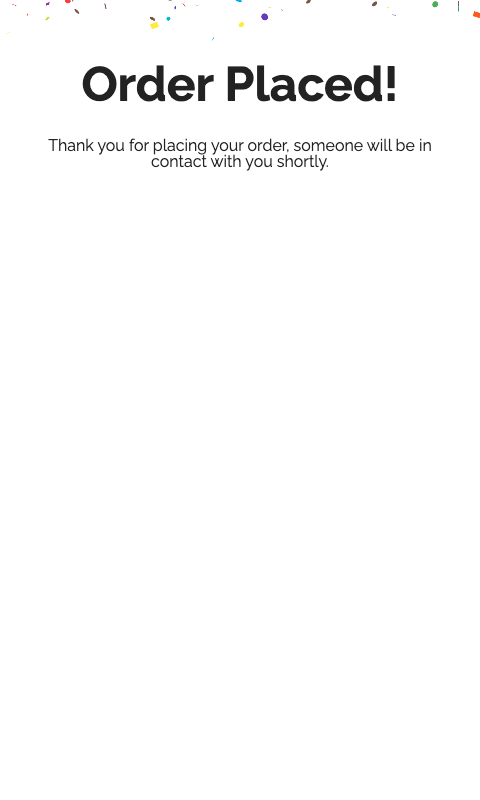 Order Placed!
Thank you for placing your order, someone will be in
contact with you shortly.